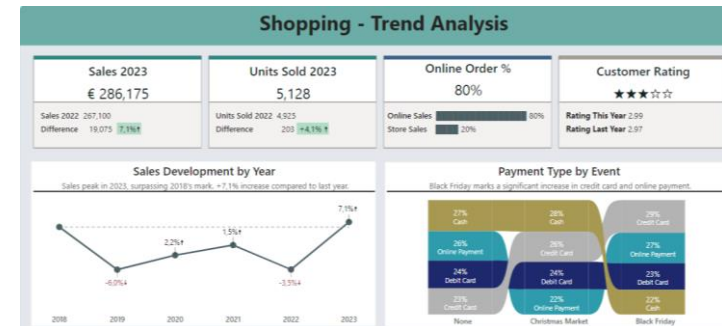 Shopping - Trend Analysis
Sales 2023
€ 286,175
Sales 2022 267,100
Difference 19,075 7,1%↑
Units Sold 2023
5,128
Units Sold 2022 4,925
Difference 203 +4,1% ↑
Online Order %
80%
Online Sales 80%
Store Sales 20%
Customer Rating
★★★☆☆
Rating This Year 2.99
Rating Last Year 2.97
Sales Development by Year
Sales peak in 2023, surpassing 2018's mark. +7,1% increase compared to last year.
-6,0%↓
2,2%↑
1,5%↑
-3,5%↓
7,1%↑
2018 2019 2020 2021 2022 2023
Payment Type by Event
Black Friday marks a significant increase in credit card and online payment.
27%
Cash
26%
Online Payment
24%
Debit Card
23%
Credit Card
28%
Cash
26%
Credit Card
24%
Debit Card
22%
Online Payment
29%
Credit Card
27%
Online Payment
23%
Debit Card
22%
Cash
None Christmas Market Black Friday